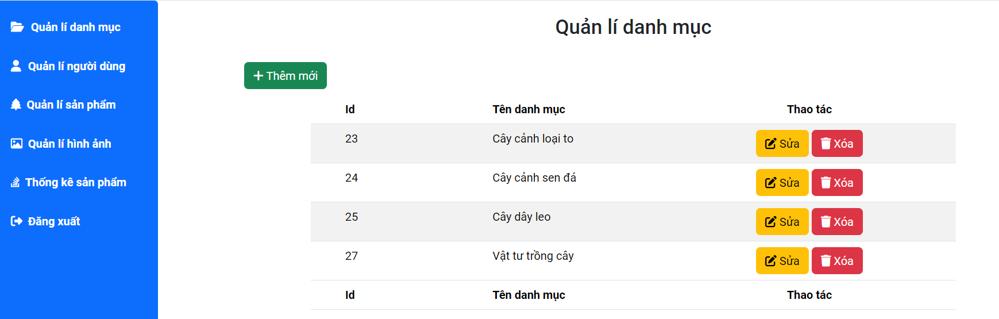 Quản lí danh mục
Quản lí người dùng
Quản lí sản phẩm
Quản lí hình ảnh
Thống kê sản phẩm
Đăng xuất
Quản lí danh mục
Thêm mới
Id Tên danh mục Thao tác
23 Cây cảnh loại to Sửa Xóa
24 Cây cảnh sen đá Sửa Xóa
25 Cây dây leo Sửa Xóa
27 Vật tư trồng cây Sửa Xóa
Id Tên danh mục Thao tác